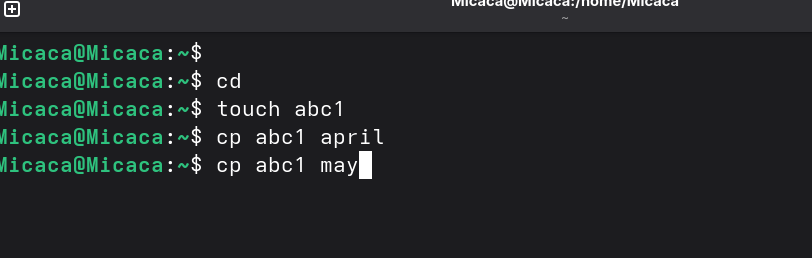 Micaca@Micaca:/home/Micaca
~
Micaca@Micaca:~$
Micaca@Micaca:~$ cd
Micaca@Micaca:~$ touch abc1
Micaca@Micaca:~$ cp abc1 april
Micaca@Micaca:~$ cp abc1 may